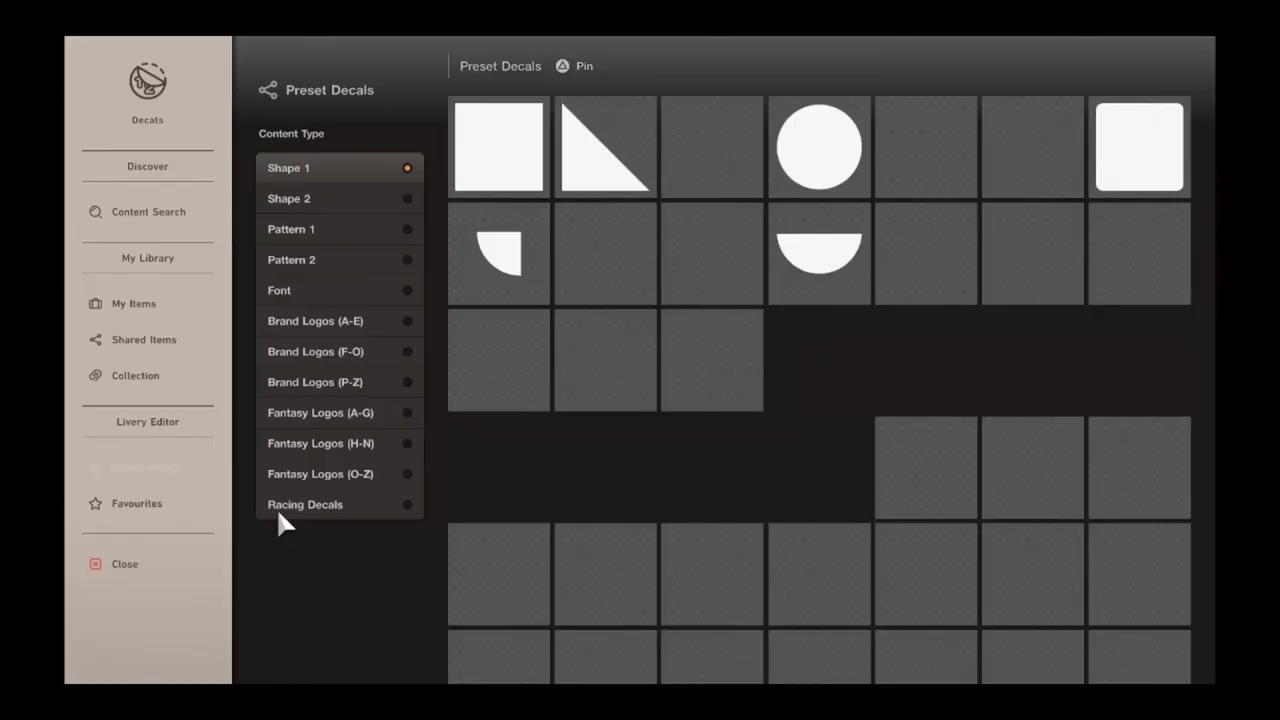 Decals
Discover
Content Search
My Library
My Items
Shared Items
Collection
Livery Editor
Favourites
Close
Preset Decals
Content Type
Shape 1
Shape 2
Pattern 1
Pattern 2
Font
Brand Logos (A-E)
Brand Logos (F-O)
Brand Logos (P-Z)
Fantasy Logos (A-G)
Fantasy Logos (H-N)
Fantasy Logos (O-Z)
Racing Decals
Preset Decals Pin